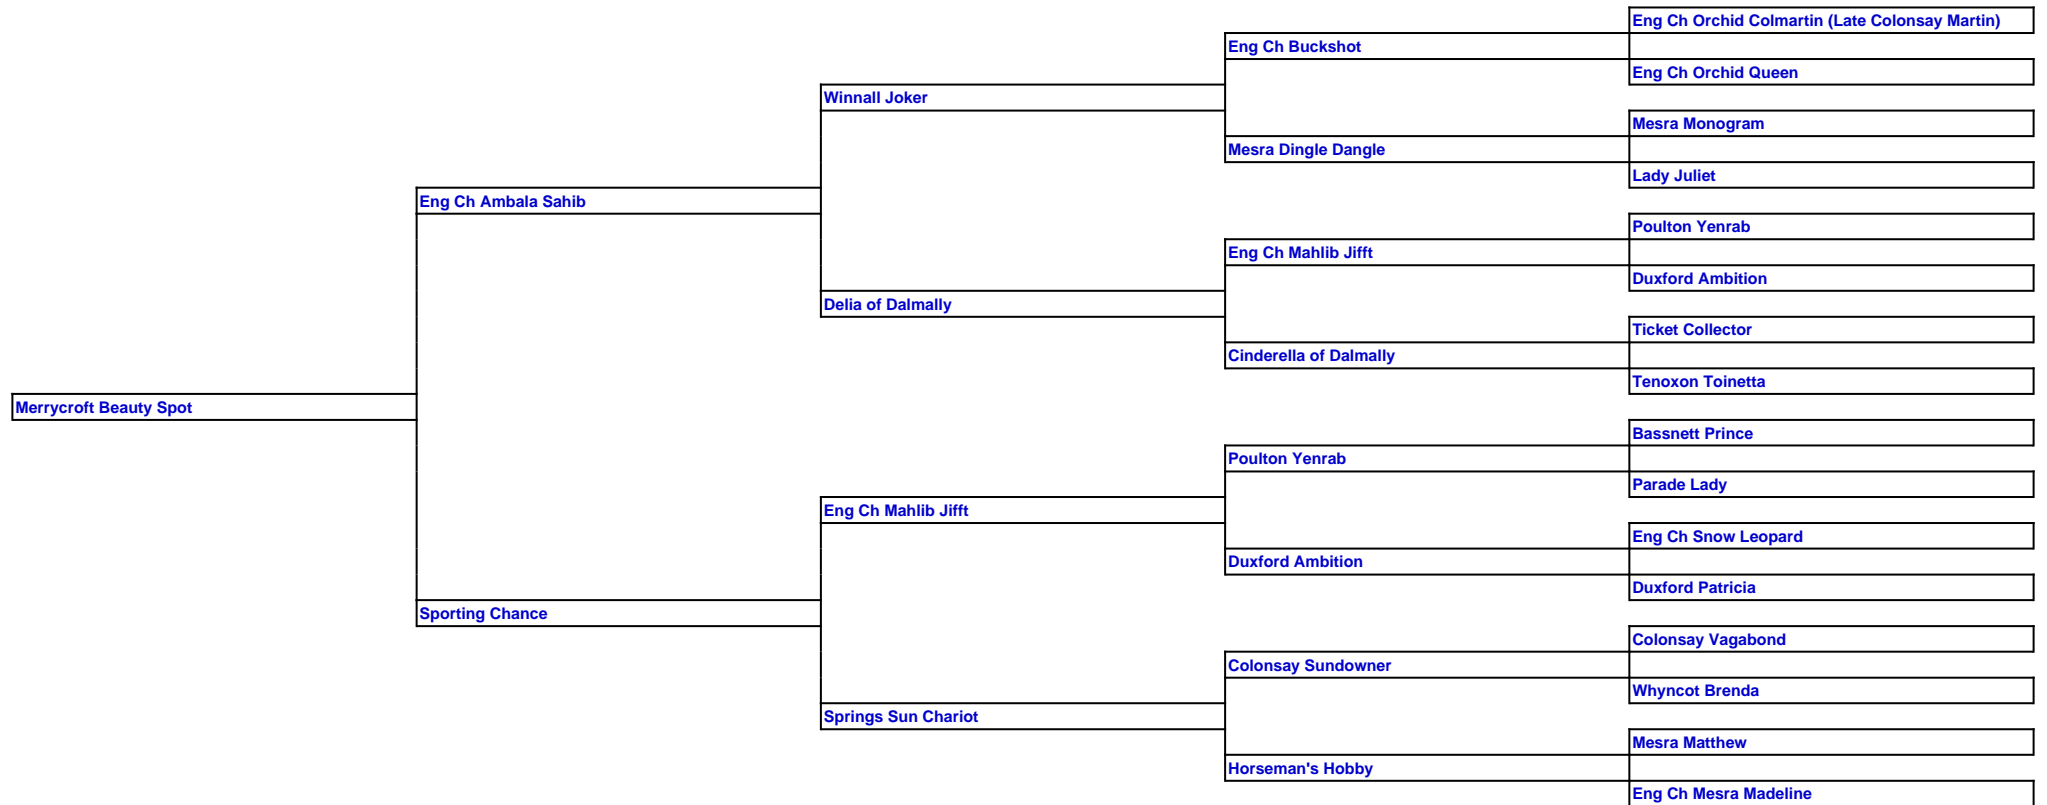 Eng Ch Orchid Colmartin (Late Colonsay Martin)
Eng Ch Buckshot
Eng Ch Orchid Queen
Winnall Joker
Mesra Monogram
Mesra Dingle Dangle
Lady Juliet
Eng Ch Ambala Sahib
Poulton Yenrab
Eng Ch Mahlib Jifft
Duxford Ambition
Delia of Dalmally
Ticket Collector
Cinderella of Dalmally
Tenoxon Toinetta
Merrycroft Beauty Spot
Bassnett Prince
Poulton Yenrab
Parade Lady
Eng Ch Mahlib Jifft
Eng Ch Snow Leopard
Duxford Ambition
Duxford Patricia
Sporting Chance
Colonsay Vagabond
Colonsay Sundowner
Whyncot Brenda
Springs Sun Chariot
Mesra Matthew
Horseman's Hobby
Eng Ch Mesra Madeline